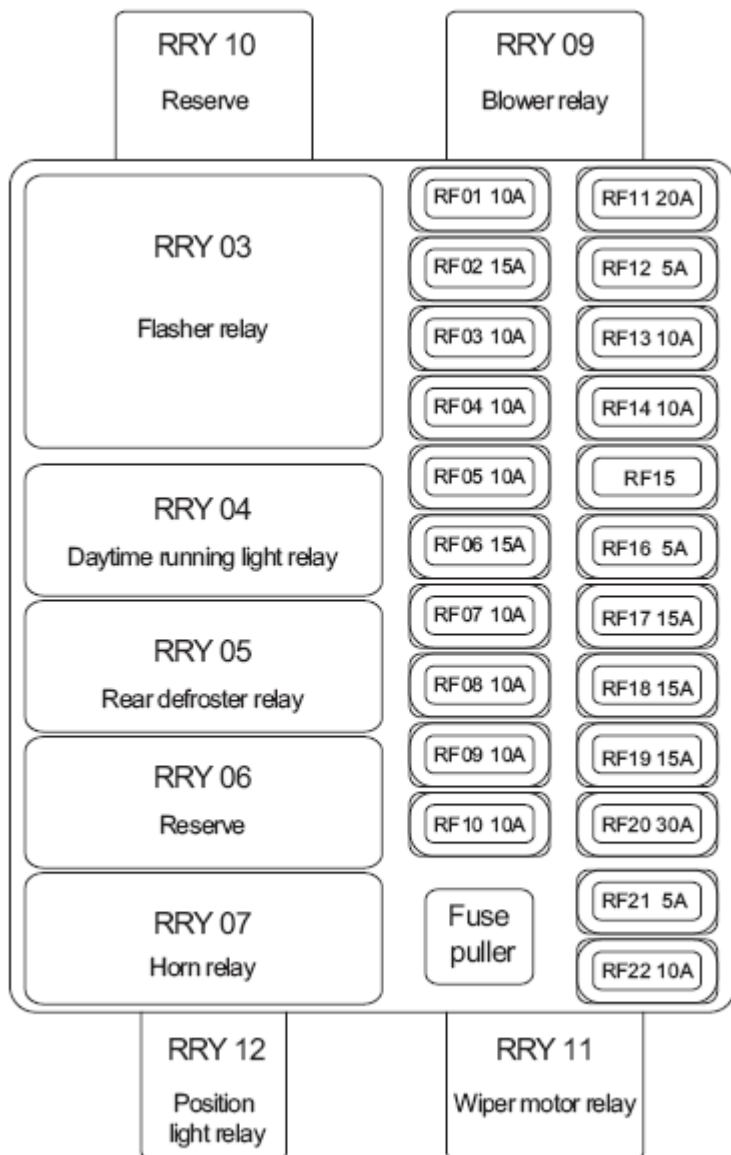 RRY 10
Reserve
RRY 09
Blower relay
RRY 03
Flasher relay
RRY 04
Daytime running light relay
RRY 05
Rear defroster relay
RRY 06
Reserve
RRY 07
Horn relay
RF01 10A
RF02 15A
RF03 10A
RF04 10A
RF05 10A
RF06 15A
RF07 10A
RF08 10A
RF09 10A
RF10 10A
Fuse
puller
RF11 20A
RF12 5A
RF13 10A
RF14 10A
RF15
RF16 5A
RF17 15A
RF18 15A
RF19 15A
RF20 30A
RF21 5A
RF22 10A
RRY 12
Position
light relay
RRY 11
Wiper motor relay